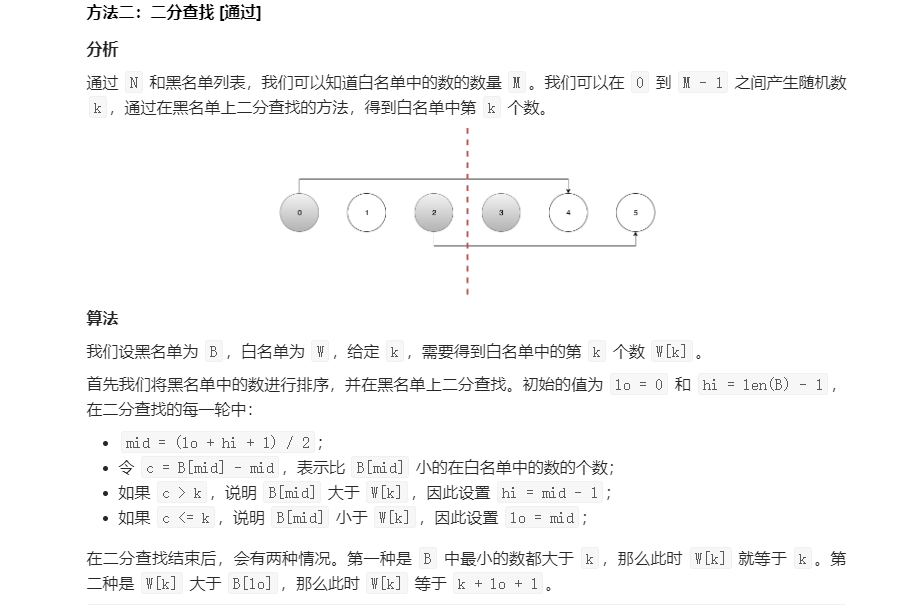 方法二：二分查找 [通过]
分析
通过 N 和黑名单列表，我们可以知道白名单中的数的数量 M 。我们可以在 0 到 M - 1 之间产生随机数
k ，通过在黑名单上二分查找的方法，得到白名单中第 k 个数。
0 1 2 3 4 5
算法
我们设黑名单为 B ，白名单为 W ，给定 k ，需要得到白名单中的第 k 个数 W[k] 。
首先我们将黑名单中的数进行排序，并在黑名单上二分查找。初始的值为 lo = 0 和 hi = len(B) - 1 ，
在二分查找的每一轮中：
• mid = (lo + hi + 1) / 2 ；
• 令 c = B[mid] - mid ，表示比 B[mid] 小的在白名单中的数的个数；
• 如果 c > k ，说明 B[mid] 大于 W[k] ，因此设置 hi = mid - 1 ；
• 如果 c <= k ，说明 B[mid] 小于 W[k] ，因此设置 lo = mid ；
在二分查找结束后，会有两种情况。第一种是 B 中最小的数都大于 k ，那么此时 W[k] 就等于 k 。第
二种是 W[k] 大于 B[lo] ，那么此时 W[k] 等于 k + lo + 1 。